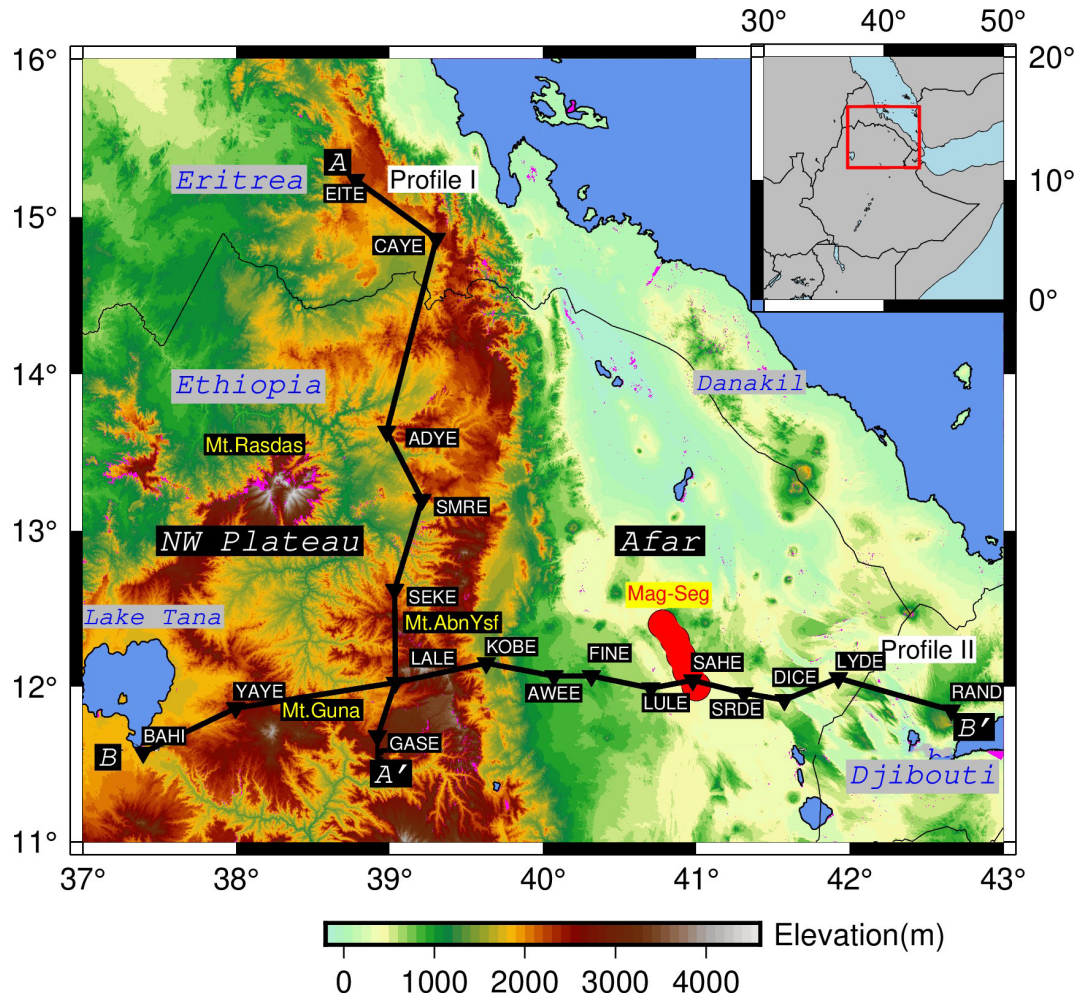 30° 40° 50°
16° 20°
A
Eritrea Profile I
EITE
10°
15° CAYE
0°
14° Ethiopia Danakil
Mt.Rasdas ADYE
SMRE
13° NW Plateau Afar
SEKE Mag-Seg
Lake Tana Mt.AbnYsf
KOBE
LALE FINE SAHE LYDE Profile II
12° YAYE AWEE DICE RAND
Mt.Guna LULE SRDE
BAHI GASE B'
B A' Djibouti
11°
37° 38° 39° 40° 41° 42° 43°
Elevation(m)
0 1000 2000 3000 4000